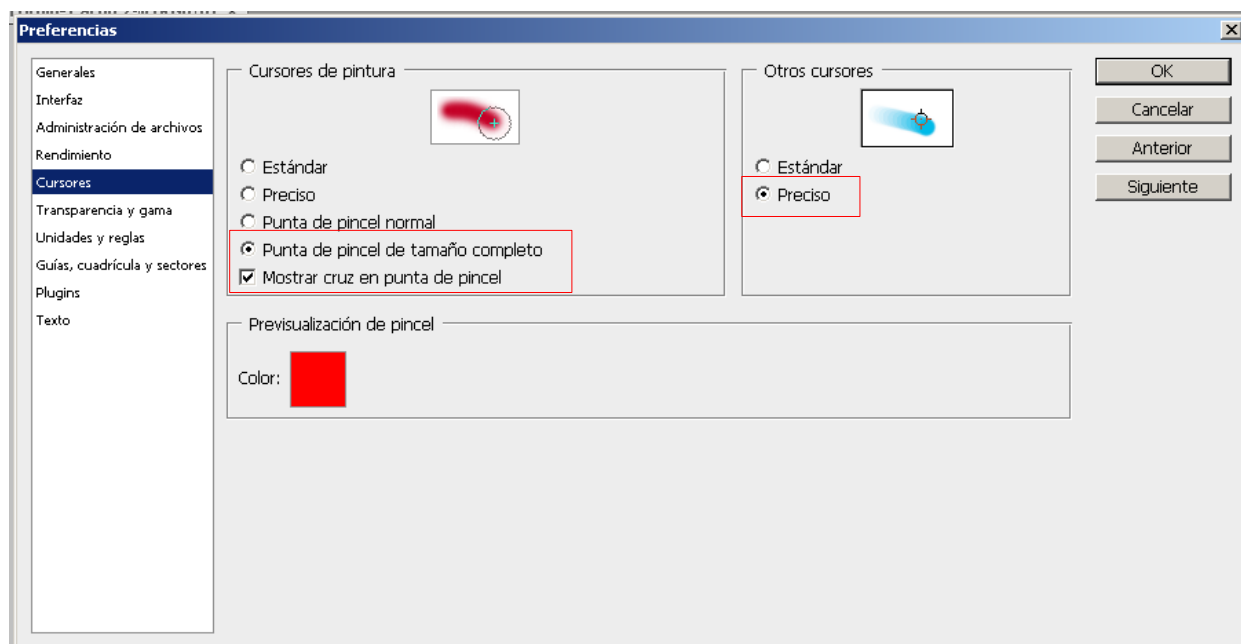 Preferencias
Generales
Interfaz
Administración de archivos
Rendimiento
Cursores
Transparencia y gama
Unidades y reglas
Guías, cuadrícula y sectores
Plugins
Texto
Cursores de pintura
Estándar
Preciso
Punta de pincel normal
Punta de pincel de tamaño completo
Mostrar cruz en punta de pincel
Otros cursores
Estándar
Preciso
Previsualización de pincel
Color:
OK
Cancelar
Anterior
Siguiente